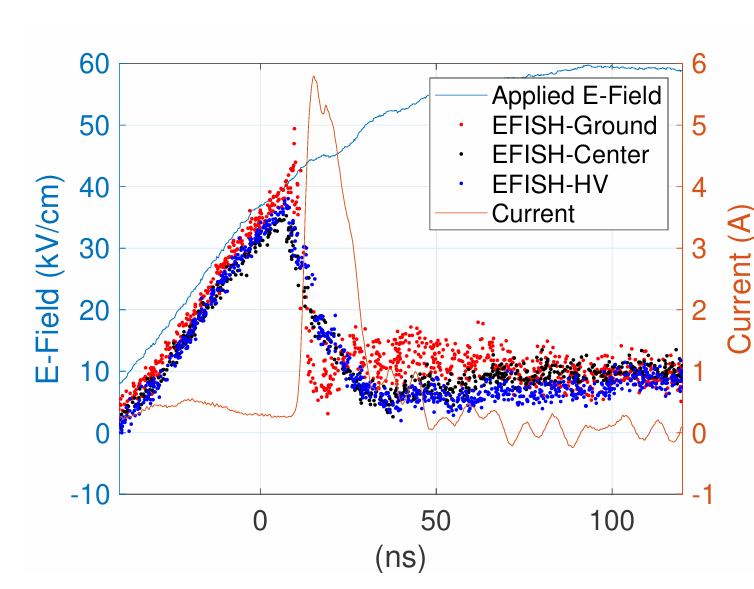 60
50
40
30
20
10
0
-10
E-Field (kV/cm)
Applied E-Field
EFISH-Ground
EFISH-Center
EFISH-HV
Current
6
5
4
3
2
1
0
-1
Current (A)
0
50
100
(ns)